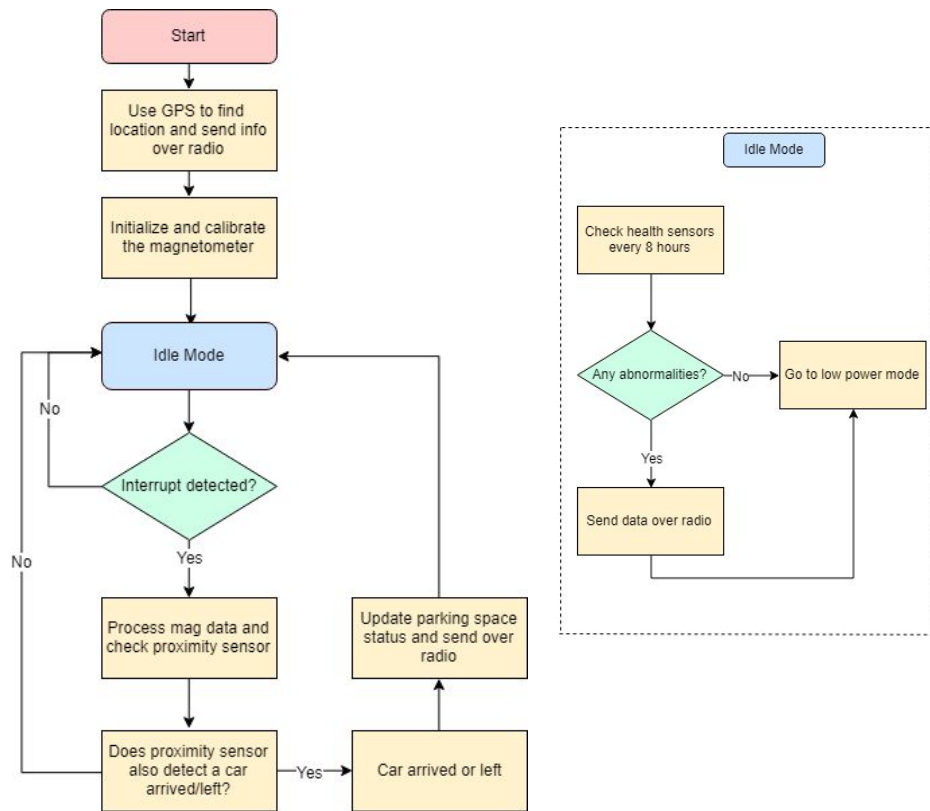 Start
Use GPS to find
location and send info
over radio
Initialize and calibrate
the magnetometer
Idle Mode
No
Interrupt detected?
Yes
No
Process mag data and
check proximity sensor
Does proximity sensor
also detect a car
arrived/left?
Yes
Car arrived or left
Update parking space
status and send over
radio
Idle Mode
Check health sensors
every 8 hours
Any abnormalities?
No
Go to low power mode
Yes
Send data over radio